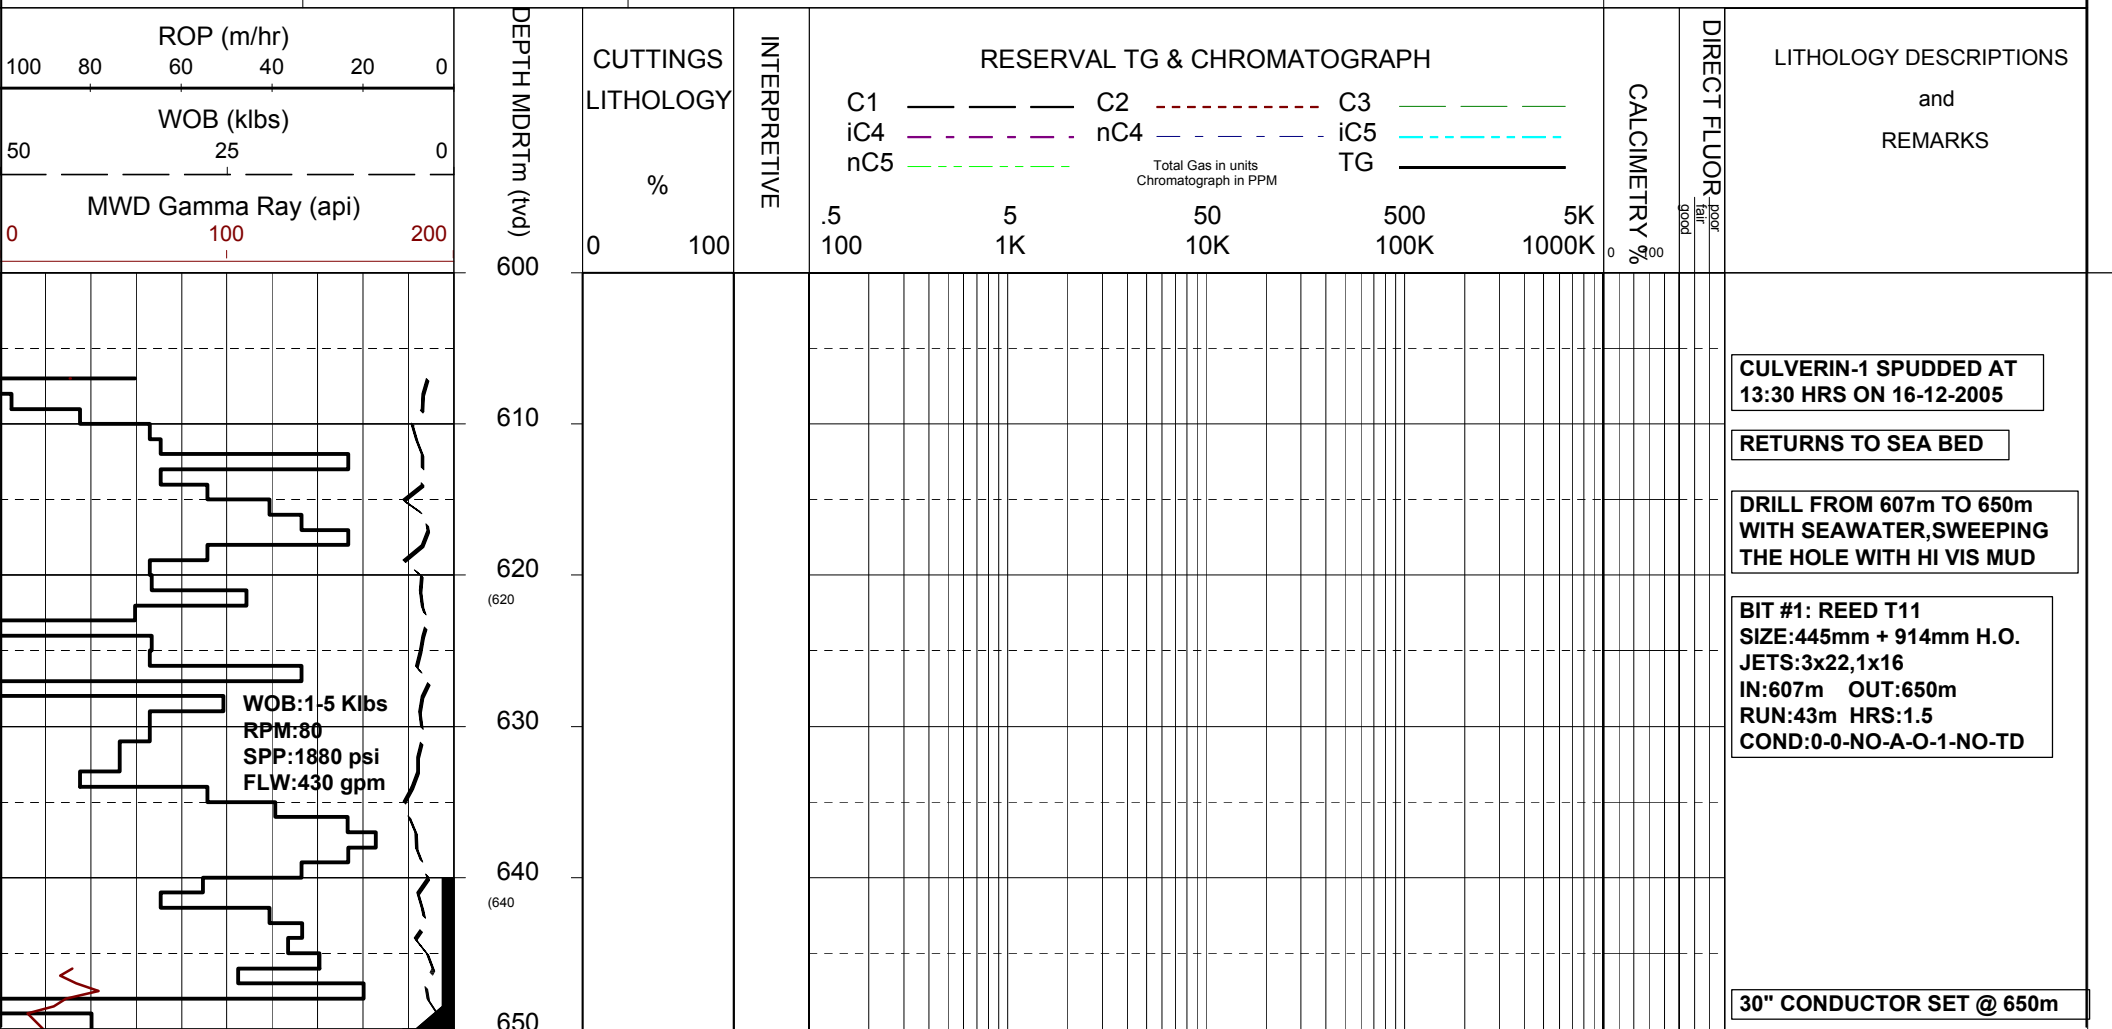 ROP (m/hr)
100 80 60 40 20 0
WOB (klbs)
50 25 0
MWD Gamma Ray (api)
0 100 200
DEPTH MDRTm (tvd)
CUTTINGS
LITHOLOGY
%
0 100
INTERPRETIVE
RESERVAL TG & CHROMATOGRAPH
C1 C2 C3
iC4 nC4 iC5
nC5 TG
Total Gas in units
Chromatograph in PPM
.5 5 50 500 5K
100 1K 10K 100K 1000K
CALCIMETRY %
0 100
DIRECT FLUOR
poor
fair
good
LITHOLOGY DESCRIPTIONS
and
REMARKS
600
CULVERIN-1 SPUDDED AT
13:30 HRS ON 16-12-2005
610
RETURNS TO SEA BED
DRILL FROM 607m TO 650m
WITH SEAWATER,SWEEPING
THE HOLE WITH HI VIS MUD
620
(620
BIT #1: REED T11
SIZE:445mm + 914mm H.O.
JETS:3x22,1x16
IN:607m OUT:650m
RUN:43m HRS:1.5
COND:0-0-NO-A-O-1-NO-TD
WOB:1-5 Klbs
RPM:80
SPP:1880 psi
FLW:430 gpm
630
640
(640
30" CONDUCTOR SET @ 650m
650